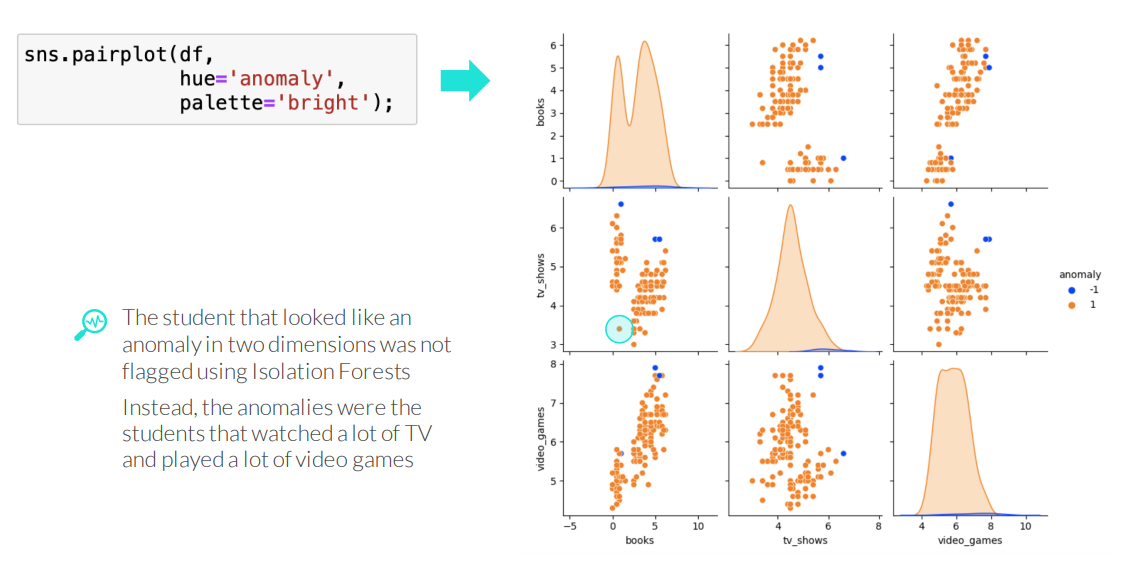 sns.pairplot(df,
hue='anomaly',
palette='bright');
The student that looked like an
anomaly in two dimensions was not
flagged using Isolation Forests
Instead, the anomalies were the
students that watched a lot of TV
and played a lot of video games
books
6
5
4
3
2
1
0
tv_shows
6
5
4
3
video_games
8
7
6
5
−5 0 5 10
books
4 6 8
tv_shows
4 6 8 10
video_games
anomaly
-1
1